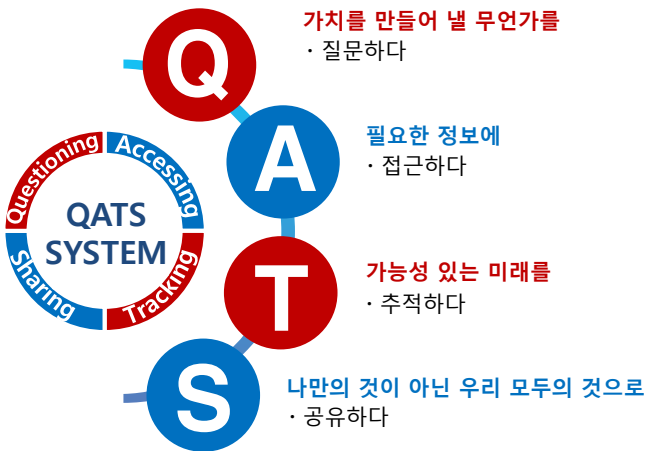 Q
가치를 만들어 낼 무언가를
· 질문하다
A
필요한 정보에
· 접근하다
Questioning
Accessing
QATS
SYSTEM
Sharing
Tracking
T
가능성 있는 미래를
· 추적하다
S
나만의 것이 아닌 우리 모두의 것으로
· 공유하다